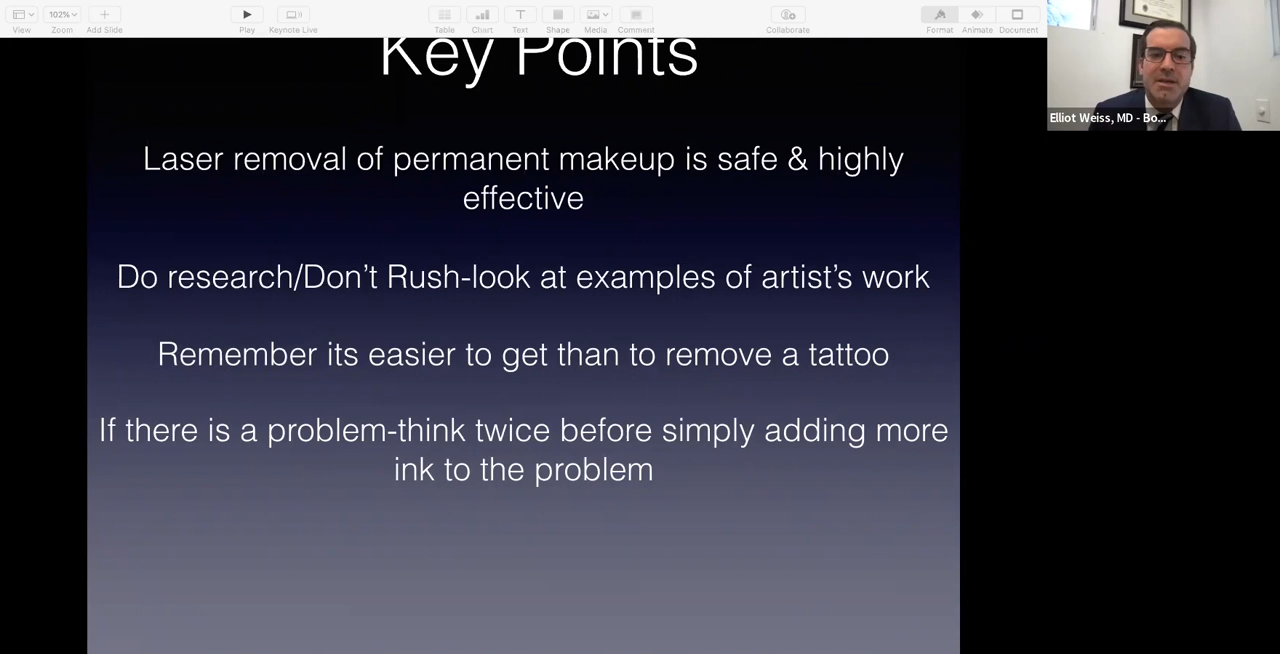 View
102%
Zoom
Add Slide
Play
Keynote Live
Table
Chart
Text
Shape
Media
Comment
Collaborate
Format
Animate
Document
Elliot Weiss, MD - Bo...
Key Points
Laser removal of permanent makeup is safe & highly
effective
Do research/Don't Rush-look at examples of artist's work
Remember its easier to get than to remove a tattoo
If there is a problem-think twice before simply adding more
ink to the problem